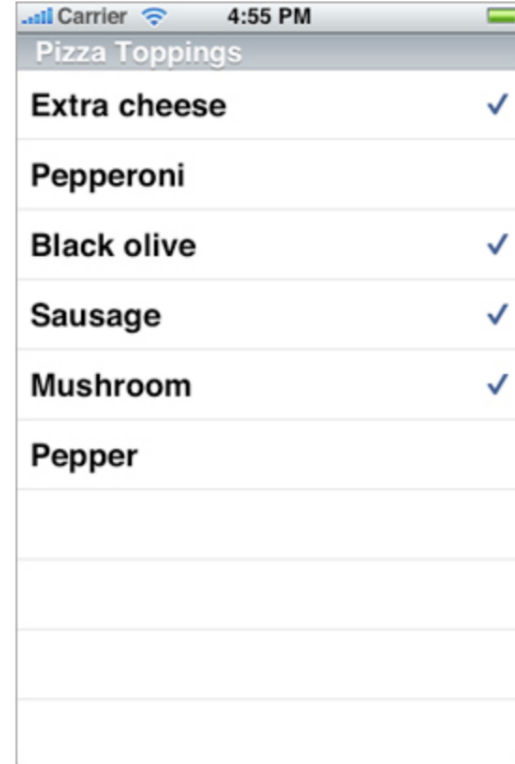 Carrier 4:55 PM
Pizza Toppings
Extra cheese
Pepperoni
Black olive
Sausage
Mushroom
Pepper